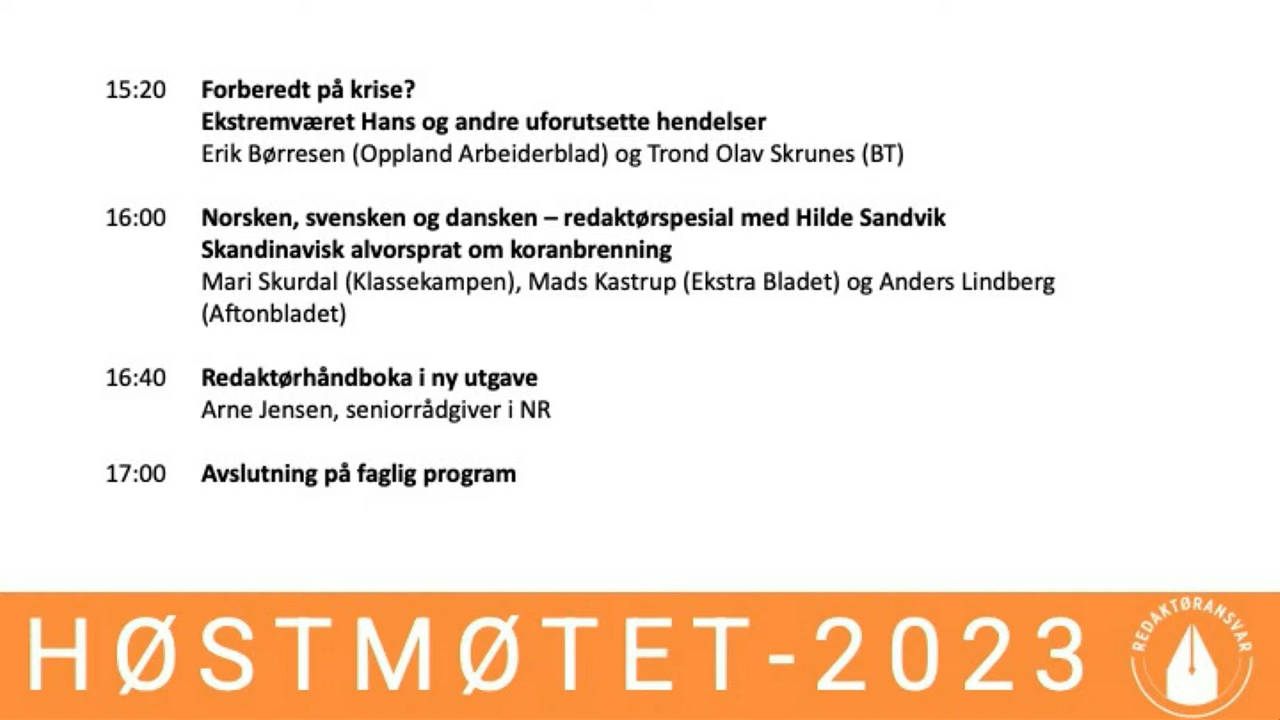 15:20 Forberedt på krise?
Ekstremværet Hans og andre uforutsette hendelser
Erik Børresen (Oppland Arbeiderblad) og Trond Olav Skrunes (BT)
16:00 Norsken, svensken og dansken – redaktørspesial med Hilde Sandvik
Skandinavisk alvorsprat om koranbrenning
Mari Skurdal (Klassekampen), Mads Kastrup (Ekstra Bladet) og Anders Lindberg
(Aftonbladet)
16:40 Redaktørhåndboka i ny utgave
Arne Jensen, seniorrådgiver i NR
17:00 Avslutning på faglig program
HØSTMØTET-2023
REDAKTØRANSVAR